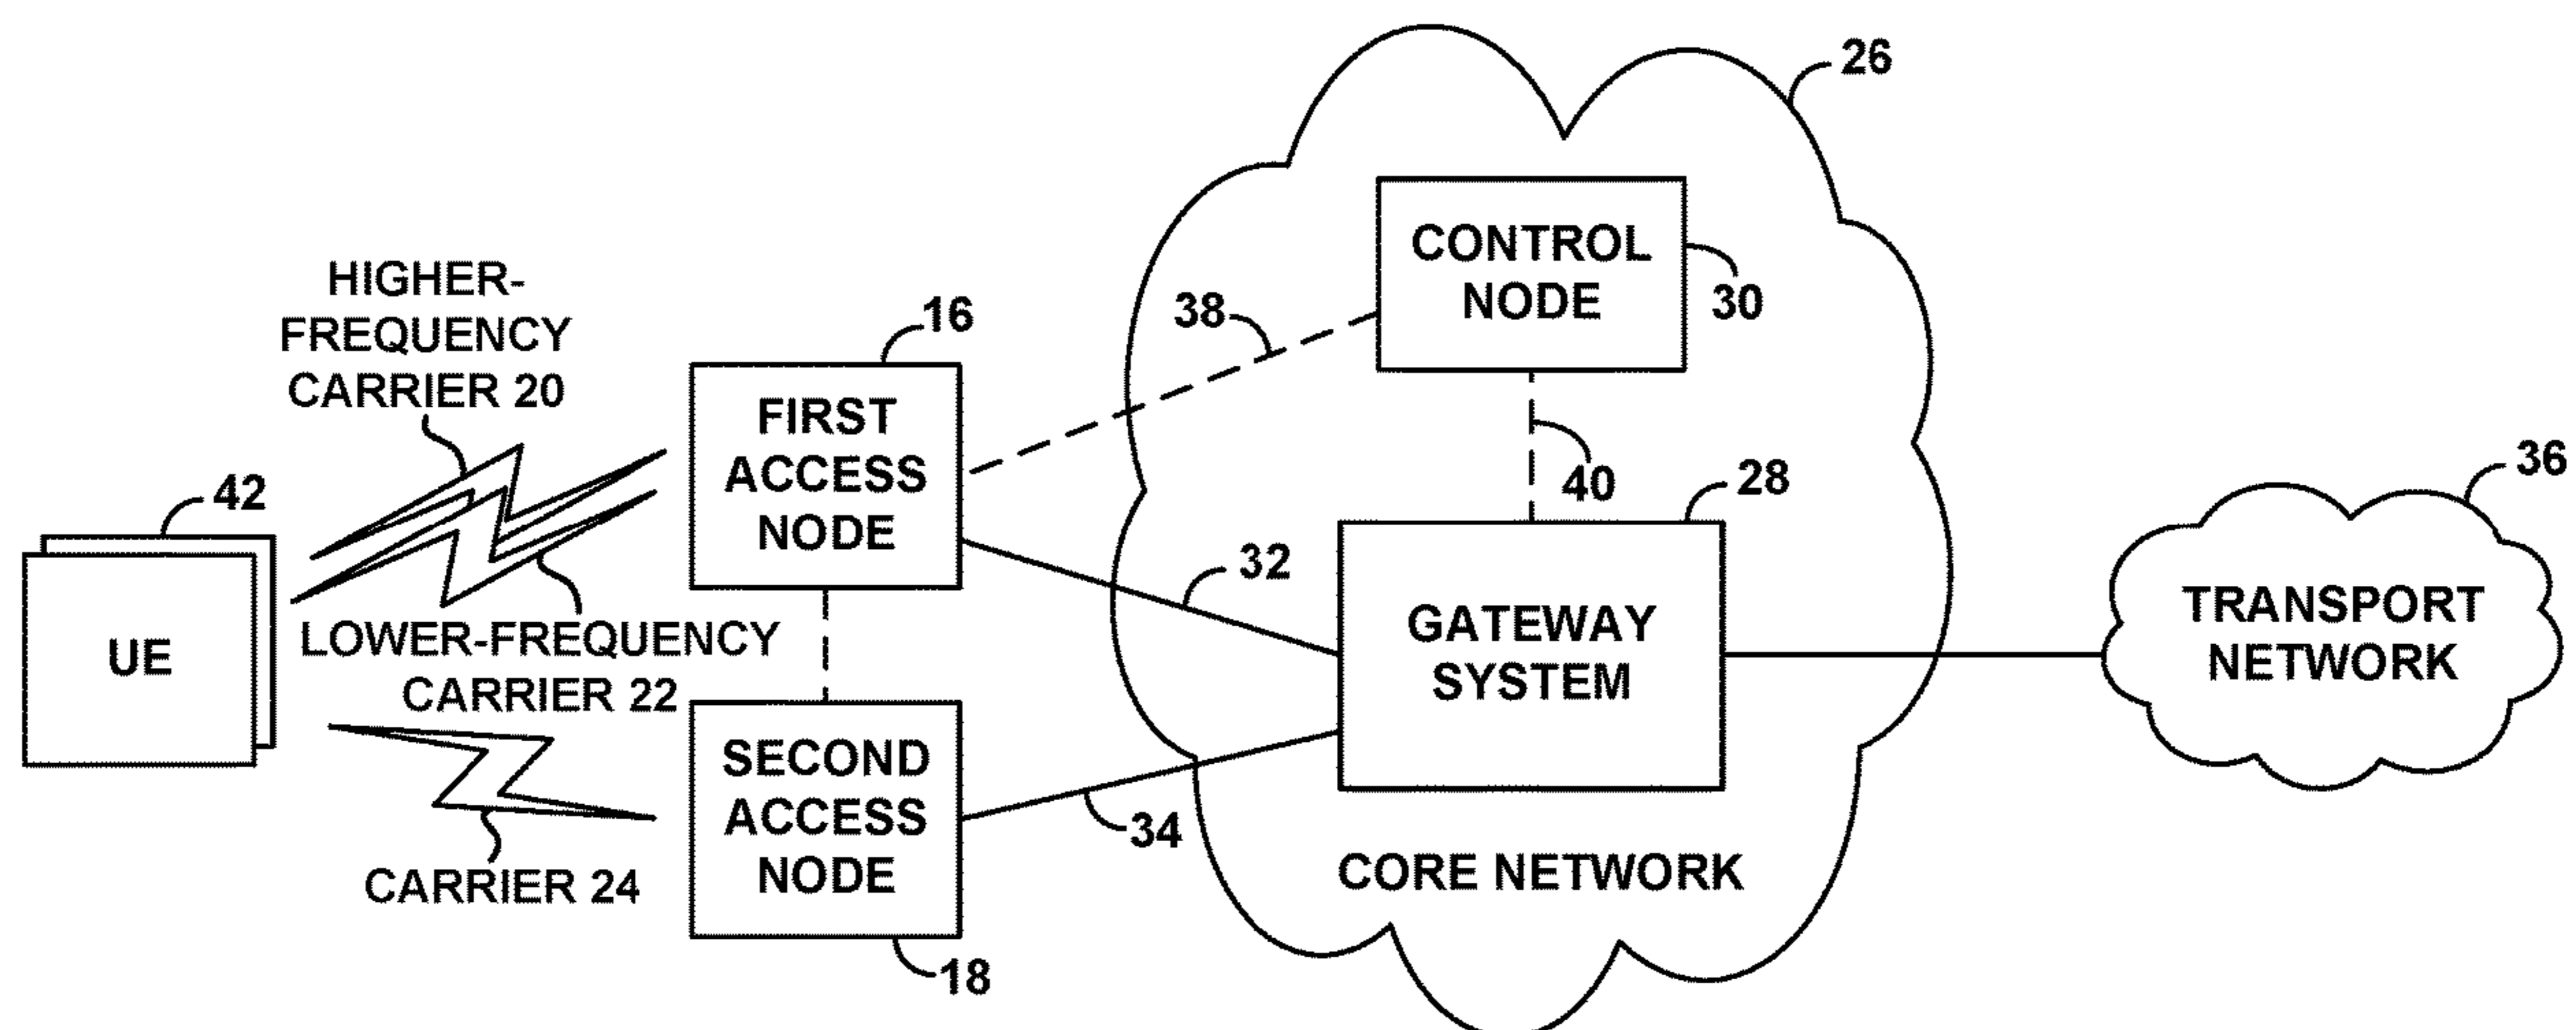 26
CONTROL
NODE
30
HIGHER-
FREQUENCY
CARRIER 20
16
38
FIRST
ACCESS
NODE
40
28
36
42
32
UE
LOWER-FREQUENCY
CARRIER 22
GATEWAY
SYSTEM
TRANSPORT
NETWORK
SECOND
ACCESS
NODE
34
CARRIER 24
CORE NETWORK
18